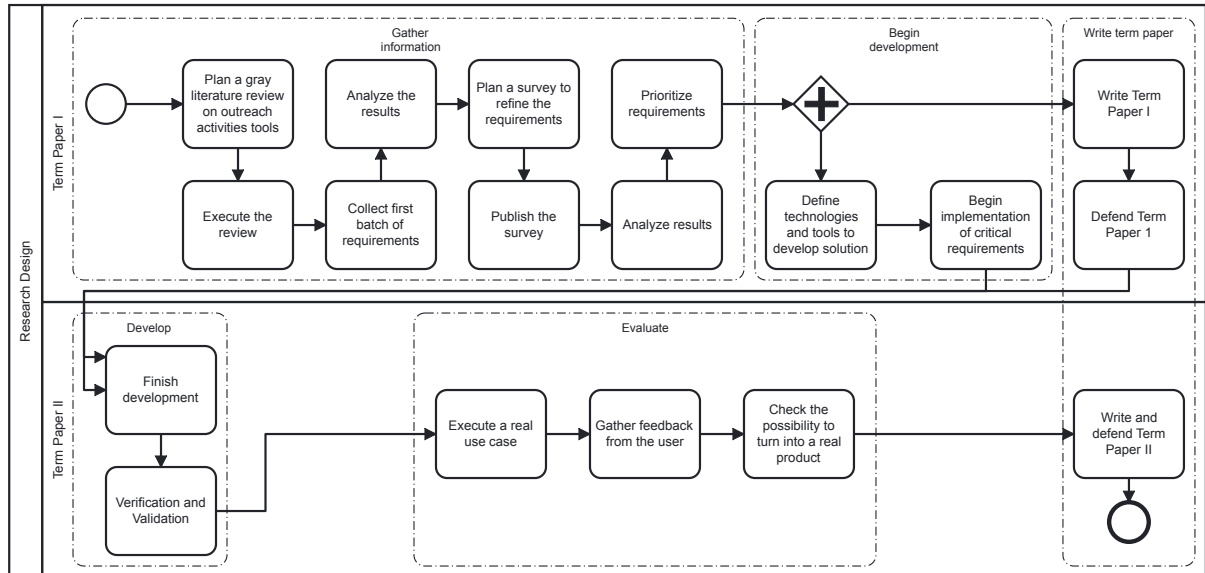 Research Design
Term Paper I
Gather
information
Plan a gray
literature review
on outreach
activities tools
Execute the
review
Collect first
batch of
requirements
Analyze the
results
Plan a survey to
refine the
requirements
Publish the
survey
Analyze results
Prioritize
requirements
Begin
development
Define
technologies
and tools to
develop solution
Begin
implementation
of critical
requirements
Write term paper
Write Term
Paper I
Defend Term
Paper 1
Term Paper II
Develop
Finish
development
Verification and
Validation
Evaluate
Execute a real
use case
Gather feedback
from the user
Check the
possibility to
turn into a real
product
Write and
defend Term
Paper II